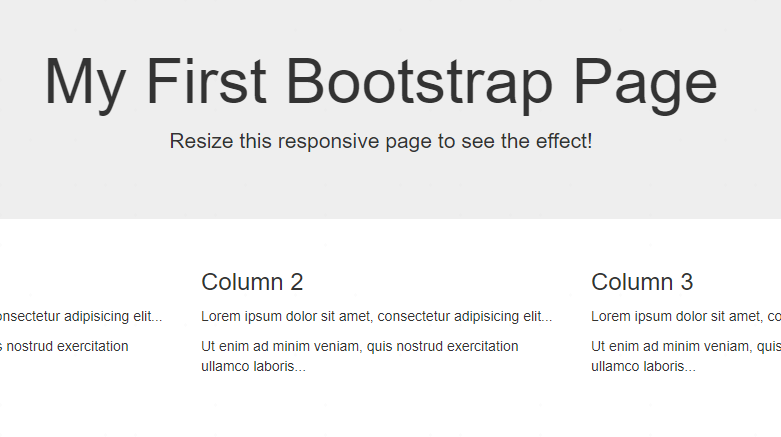 My First Bootstrap Page
Resize this responsive page to see the effect!
Column 2
Column 3
consectetur adipisicing elit...
Lorem ipsum dolor sit amet, consectetur adipisicing elit...
Lorem ipsum dolor sit amet,
nostrud exercitation
Ut enim ad minim veniam, quis nostrud exercitation
Ut enim ad minim veniam, quis
ullamco laboris...
ullamco laboris...